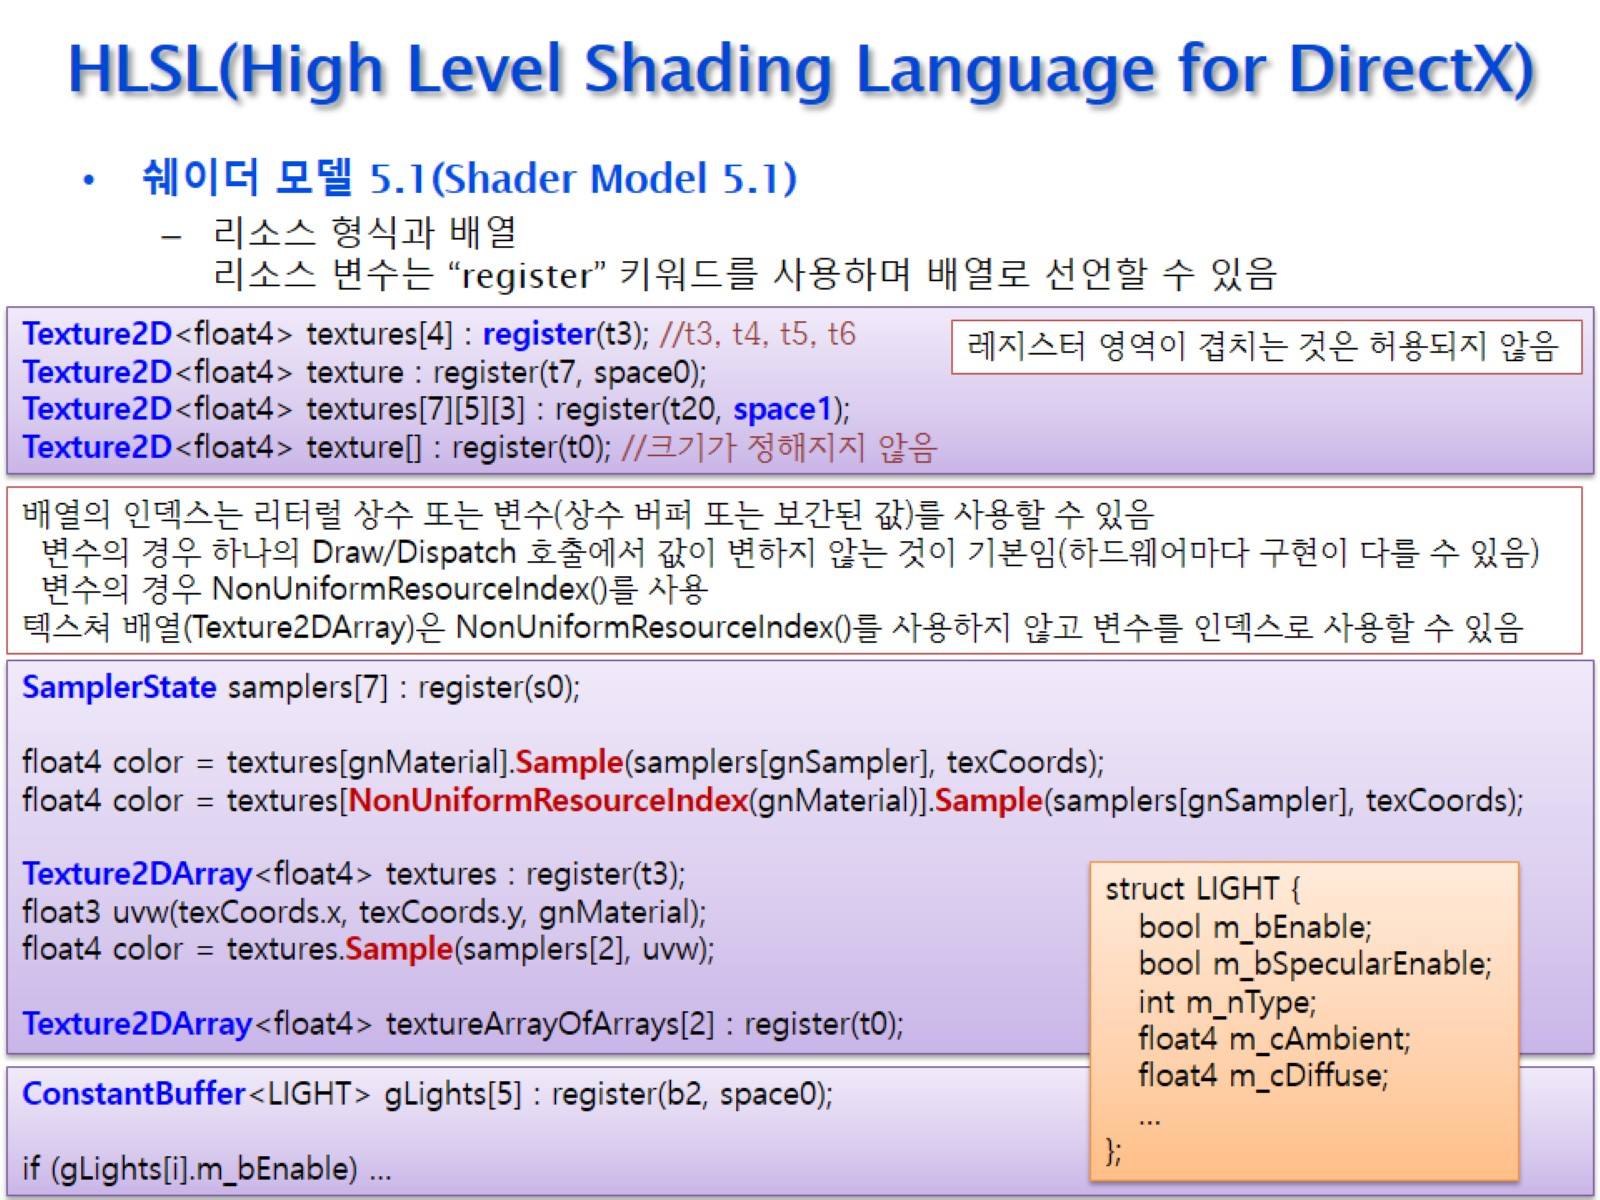 HLSL(High Level Shading Language for DirectX)
• 쉐이더 모델 5.1(Shader Model 5.1)
– 리소스 형식과 배열
리소스 변수는 “register” 키워드를 사용하며 배열로 선언할 수 있음
Texture2D<float4> textures[4] : register(t3); //t3, t4, t5, t6
레지스터 영역이 겹치는 것은 허용되지 않음
Texture2D<float4> texture : register(t7, space0);
Texture2D<float4> textures[7][5][3] : register(t20, space1);
Texture2D<float4> texture[] : register(t0); //크기가 정해지지 않음
배열의 인덱스는 리터럴 상수 또는 변수(상수 버퍼 또는 보간된 값)를 사용할 수 있음
변수의 경우 하나의 Draw/Dispatch 호출에서 값이 변하지 않는 것이 기본임(하드웨어마다 구현이 다를 수 있음)
변수의 경우 NonUniformResourceIndex()를 사용
텍스쳐 배열(Texture2DArray)은 NonUniformResourceIndex()를 사용하지 않고 변수를 인덱스로 사용할 수 있음
SamplerState samplers[7] : register(s0);
float4 color = textures[gnMaterial].Sample(samplers[gnSampler], texCoords);
float4 color = textures[NonUniformResourceIndex(gnMaterial)].Sample(samplers[gnSampler], texCoords);
Texture2DArray<float4> textures : register(t3);
float3 uvw(texCoords.x, texCoords.y, gnMaterial);
float4 color = textures.Sample(samplers[2], uvw);
Texture2DArray<float4> textureArrayOfArrays[2] : register(t0);
struct LIGHT {
bool m_bEnable;
bool m_bSpecularEnable;
int m_nType;
float4 m_cAmbient;
float4 m_cDiffuse;
...
};
ConstantBuffer<LIGHT> gLights[5] : register(b2, space0);
if (gLights[i].m_bEnable) ...